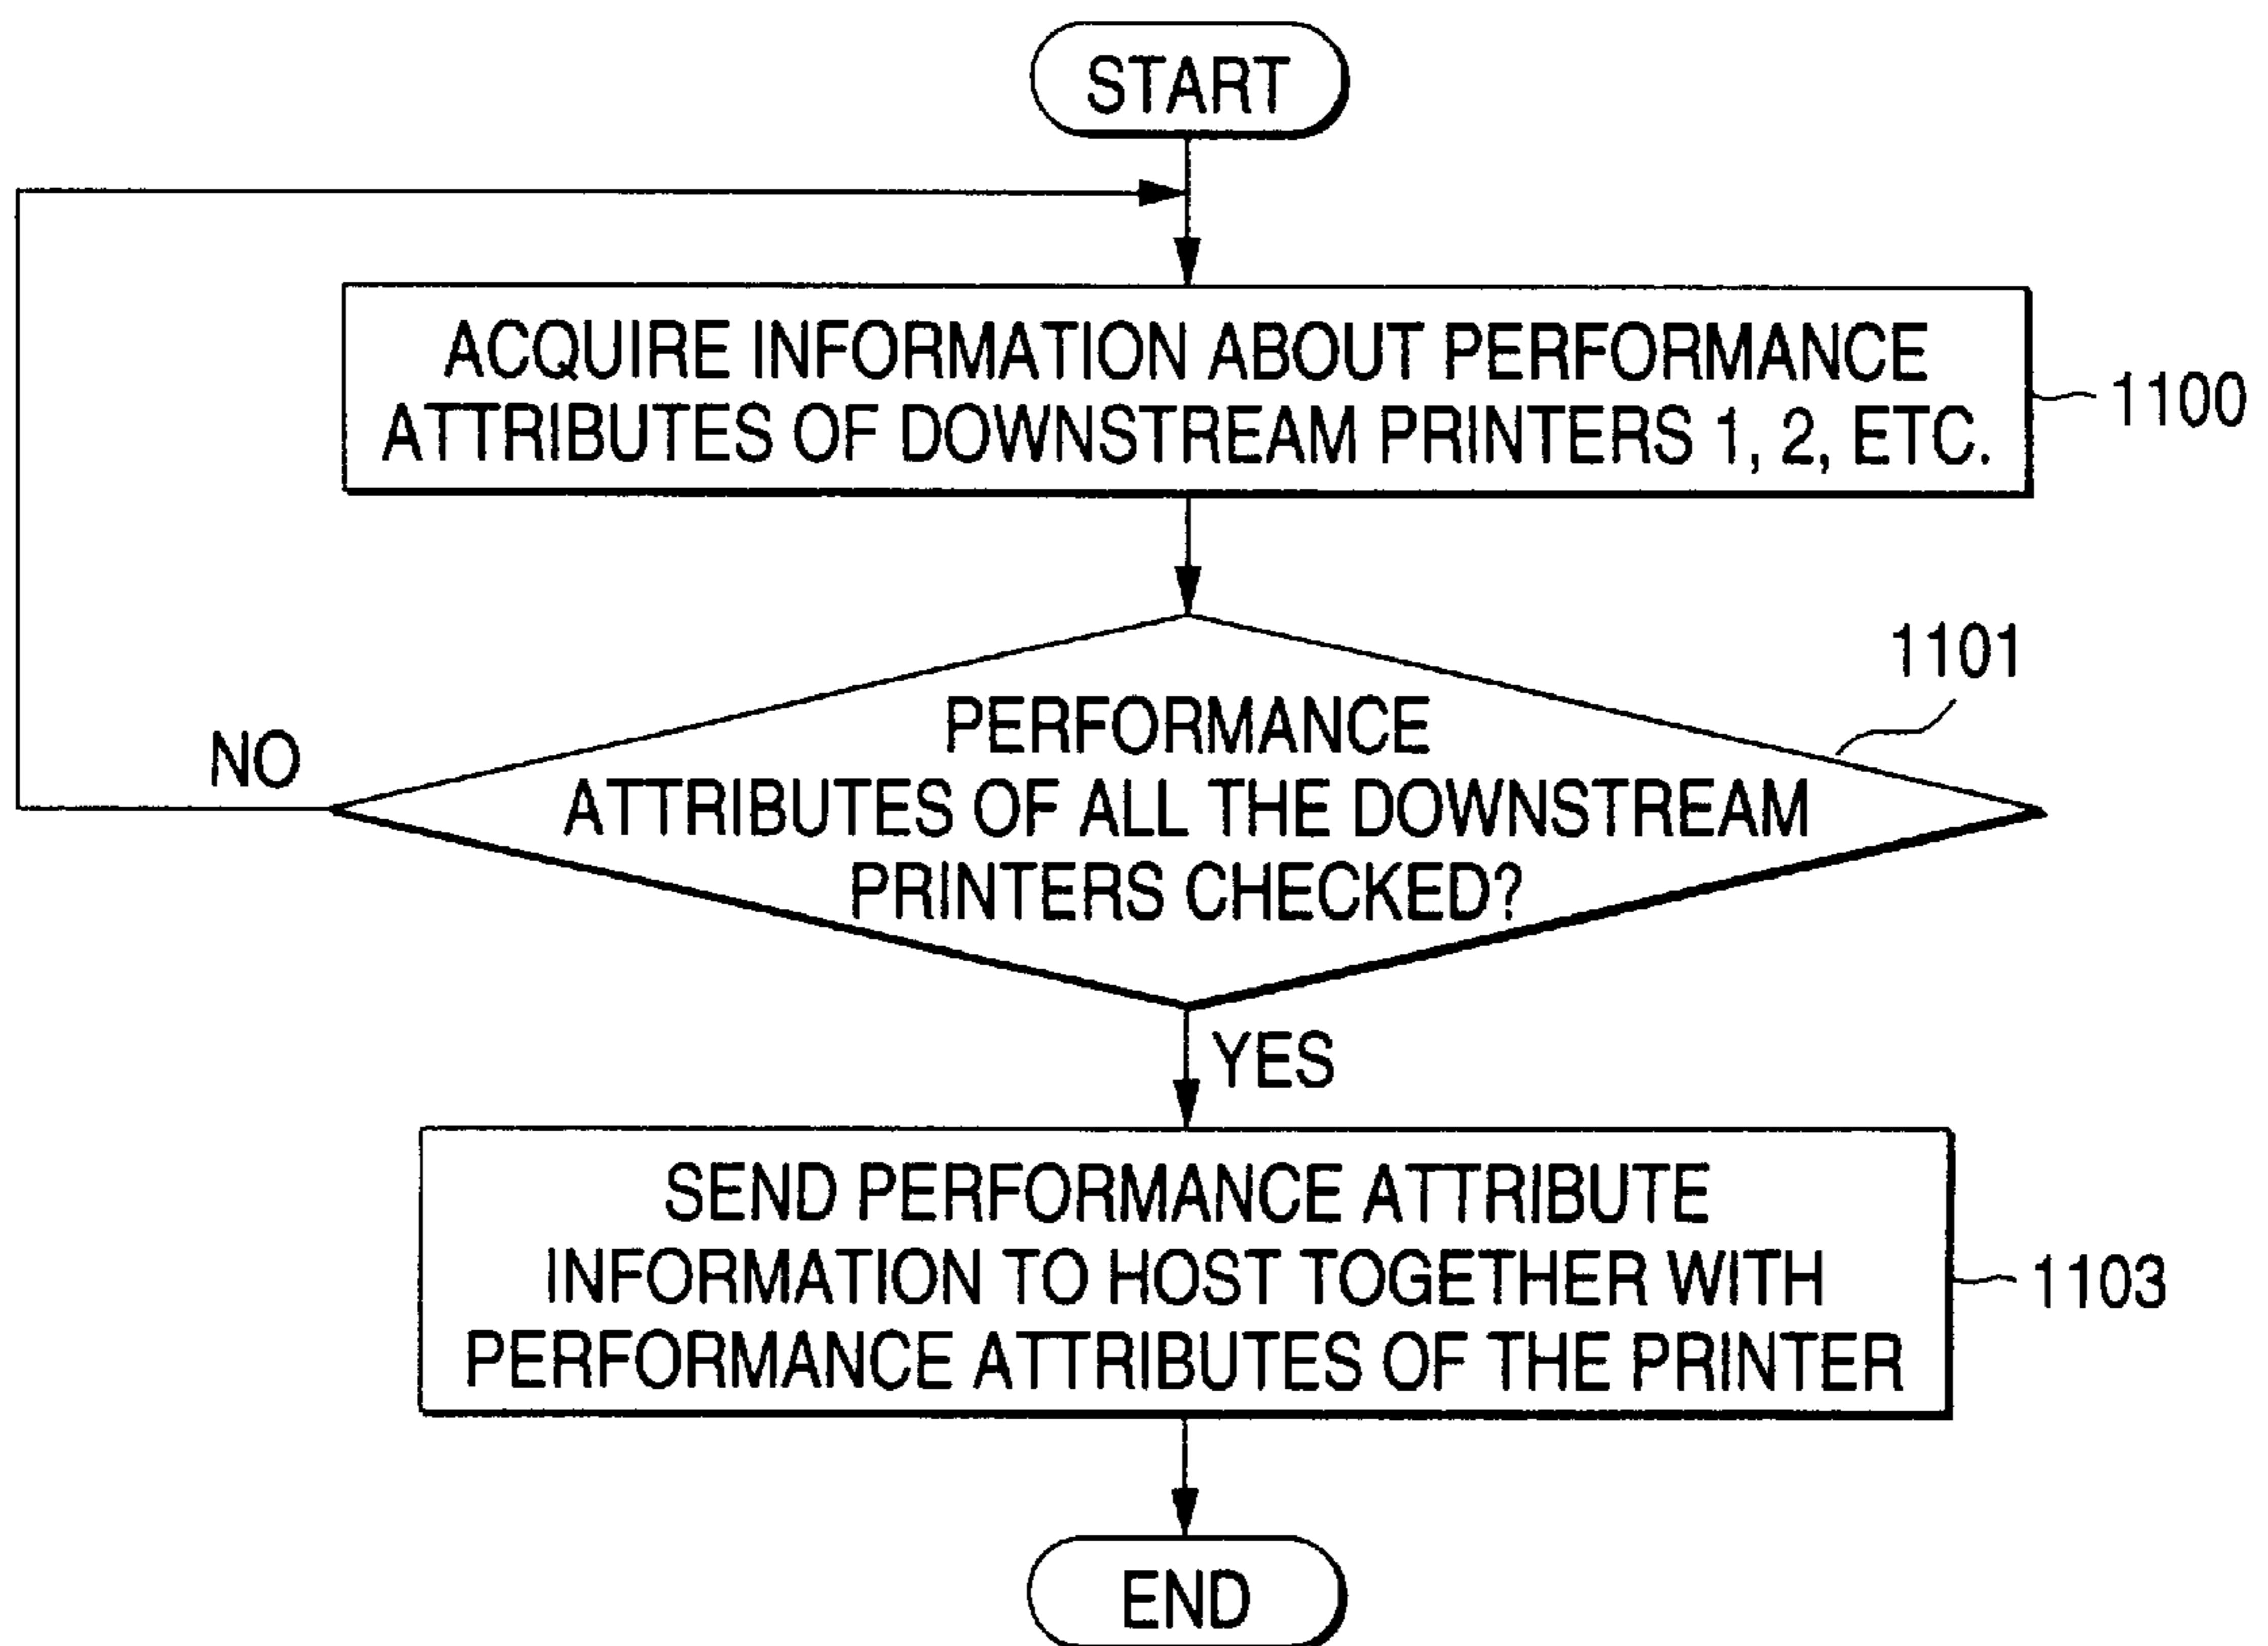 START
ACQUIRE INFORMATION ABOUT PERFORMANCE
ATTRIBUTES OF DOWNSTREAM PRINTERS 1, 2, ETC.
1100
1101
PERFORMANCE
ATTRIBUTES OF ALL THE DOWNSTREAM
PRINTERS CHECKED?
NO
YES
SEND PERFORMANCE ATTRIBUTE
INFORMATION TO HOST TOGETHER WITH
PERFORMANCE ATTRIBUTES OF THE PRINTER
1103
END